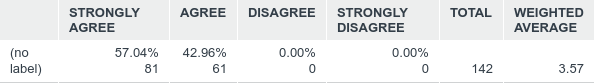 STRONGLY AGREE DISAGREE STRONGLY TOTAL WEIGHTED
AGREE DISAGREE AVERAGE
(no 57.04% 42.96% 0.00% 0.00%
label) 81 61 0 0 142 3.57